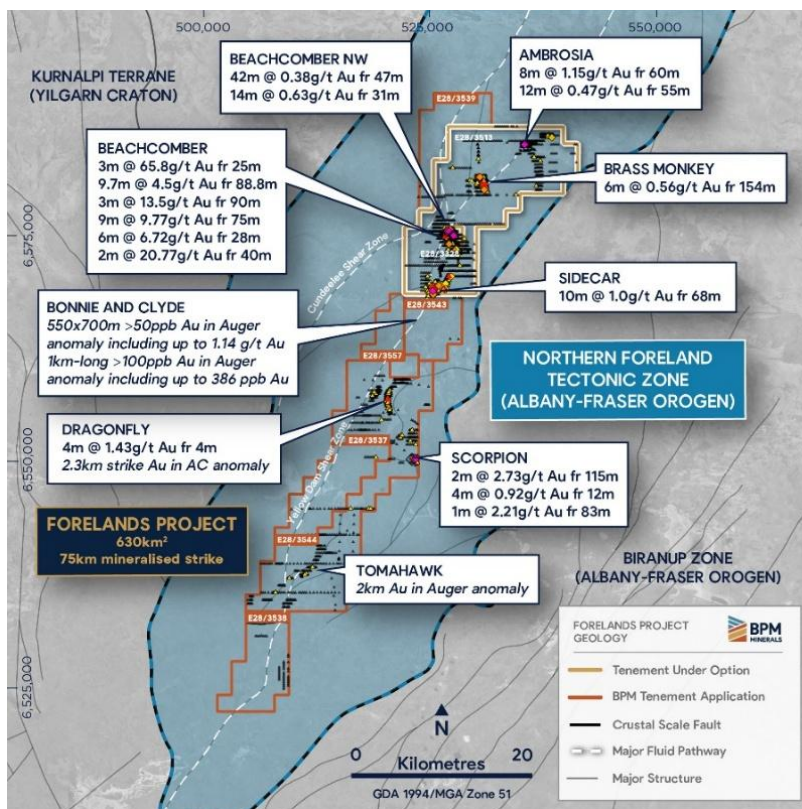 500,000
525,000
550,000
KURNALPI TERRANE
(YILGARN CRATON)
BEACHCOMBER NW
42m @ 0.38g/t Au fr 47m
14m @ 0.63g/t Au fr 31m
AMBROSIA
8m @ 1.15g/t Au fr 60m
12m @ 0.47g/t Au fr 55m
E28/3539
BEACHCOMBER
3m @ 65.8g/t Au fr 25m
9.7m @ 4.5g/t Au fr 88.8m
3m @ 13.5g/t Au fr 90m
9m @ 9.77g/t Au fr 75m
6m @ 6.72g/t Au fr 28m
2m @ 20.77g/t Au fr 40m
BRASS MONKEY
6m @ 0.56g/t Au fr 154m
6,575,000
Cundeelee Shear Zone
SIDECAR
10m @ 1.0g/t Au fr 68m
E28/3543
BONNIE AND CLYDE
550x700m >50ppb Au in Auger
anomaly including up to 1.14 g/t Au
1km-long >100ppb Au in Auger
anomaly including up to 386 ppb Au
E28/3557
NORTHERN FORELAND
TECTONIC ZONE
(ALBANY-FRASER OROGEN)
DRAGONFLY
4m @ 1.43g/t Au fr 4m
2.3km strike Au in AC anomaly
E28/3537
6,550,000
Yellow Dam Shear Zone
SCORPION
2m @ 2.73g/t Au fr 115m
4m @ 0.92g/t Au fr 12m
1m @ 2.21g/t Au fr 83m
FORELANDS PROJECT
630km²
75km mineralised strike
E28/3544
TOMAHAWK
2km Au in Auger anomaly
BIRANUP ZONE
(ALBANY-FRASER OROGEN)
E28/3538
6,525,000
FORELANDS PROJECT
GEOLOGY
BPM
MINERALS
Tenement Under Option
BPM Tenement Application
Crustal Scale Fault
Major Fluid Pathway
Major Structure
N
0 20
Kilometres
GDA 1994/MGA Zone 51